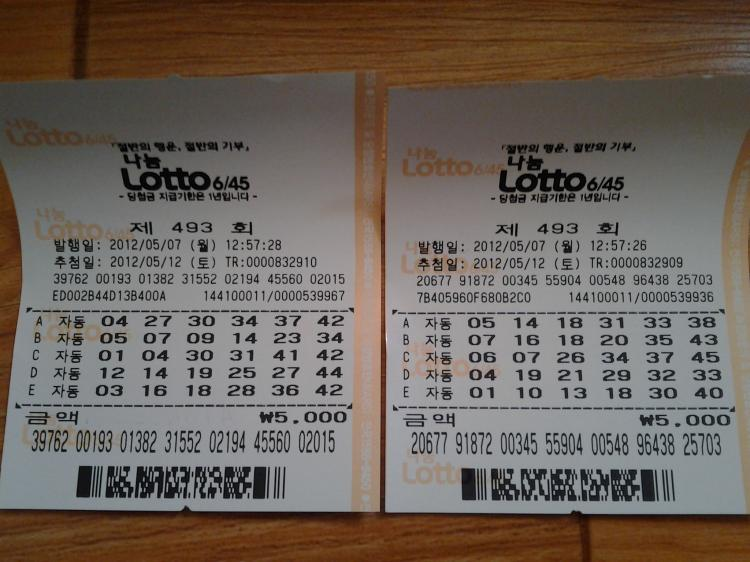 「절반의 행운, 절반의 기부」
나눔
Lotto 6/45
- 당첨금 지급기한은 1년입니다 -
제 493 회
발행일: 2012/05/07 (월) 12:57:28
추첨일: 2012/05/12 (토) TR:0000832910
39762 00193 01382 31552 02194 45560 02015
ED002B44D13B400A 144100011/0000539967
A 자동 04 27 30 34 37 42
B 자동 05 07 09 14 23 34
C 자동 01 04 30 31 41 42
D 자동 12 14 19 25 27 44
E 자동 03 16 18 28 36 42
금액 ₩5,000
39762 00193 01382 31552 02194 45560 02015
「절반의 행운, 절반의 기부」
나눔
Lotto 6/45
- 당첨금 지급기한은 1년입니다 -
제 493 회
발행일: 2012/05/07 (월) 12:57:26
추첨일: 2012/05/12 (토) TR:0000832909
20677 91872 00345 55904 00548 96438 25703
7B405960F680B2C0 144100011/0000539936
A 자동 05 14 18 31 33 38
B 자동 07 16 18 20 35 43
C 자동 06 07 26 34 37 45
D 자동 04 19 21 29 32 33
E 자동 01 10 13 18 30 40
금액 ₩5,000
20677 91872 00345 55904 00548 96438 25703